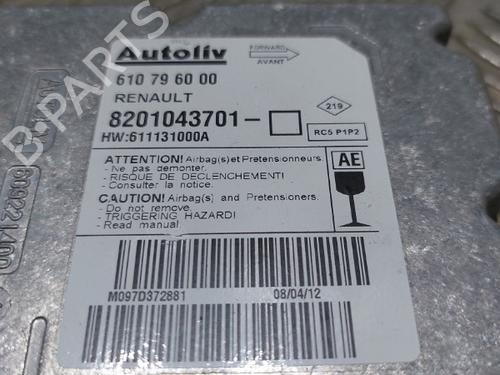 Autoliv
FORWARD
AVANT
610 79 60 00
RENAULT
8201043701-
219
HW:611131000A
RC5 P1P2
ATTENTION! Airbag(s)et Pretensionneurs
- Ne pas demonter.
- RISQUE DE DECLENCHEMENT!
- Consulter la notice.
AE
CAUTION! Airbag(s) and Pretensioners.
- Do not remove.
- TRIGGERING HAZARD!
- Read manual.
M097D372881
08/04/12
B PARTS